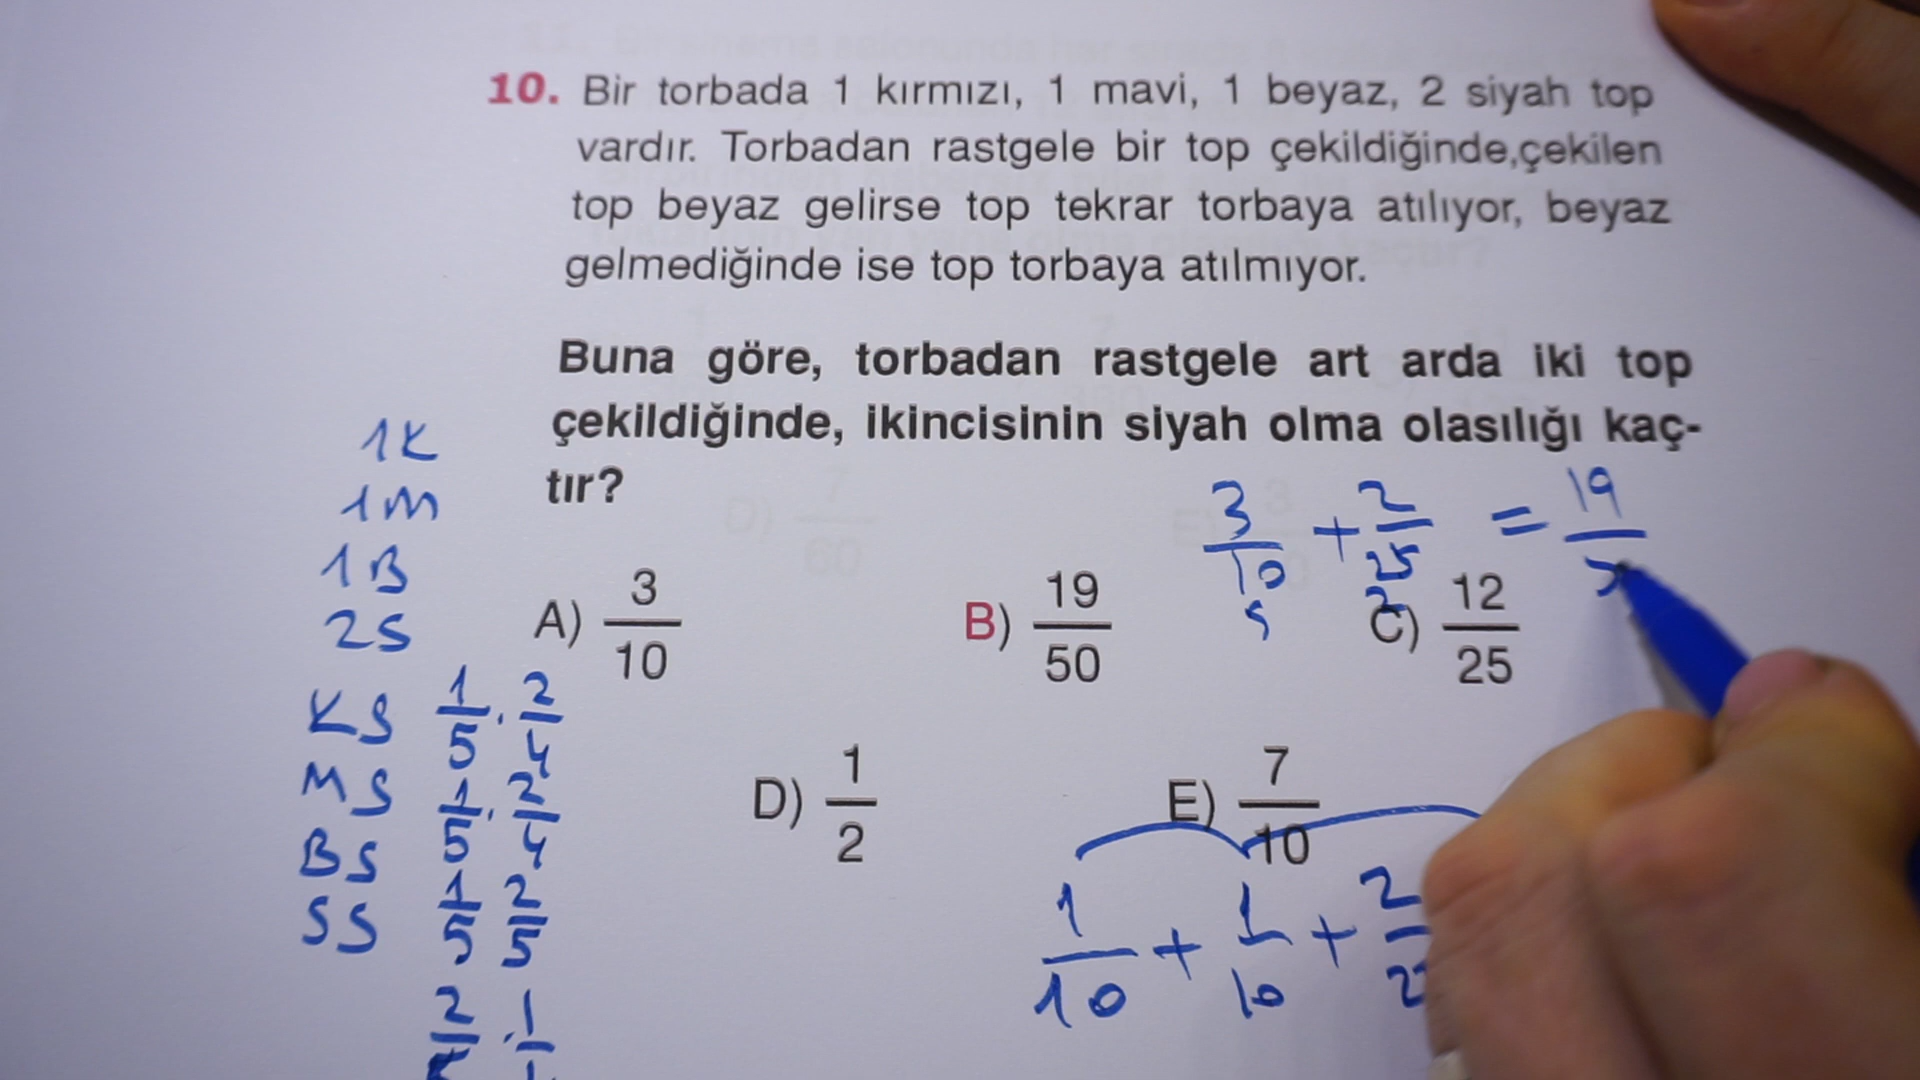 10. Bir torbada 1 kırmızı, 1 mavi, 1 beyaz, 2 siyah top
vardır. Torbadan rastgele bir top çekildiğinde,çekilen
top beyaz gelirse top tekrar torbaya atılıyor, beyaz
gelmediğinde ise top torbaya atılmıyor.
Buna göre, torbadan rastgele art arda iki top
çekildiğinde, ikincisinin siyah olma olasılığı kaç-
tır?
A) 3/10 B) 19/50 C) 12/25
D) 1/2 E) 7/10
1K
1M
1B
2S
KS 1/5 . 2/4
MS 1/5 . 2/4
BS 1/5 2/5
SS
3/10 + 2/25 = 19/
5 2
1/10 + 1/10 + 2/